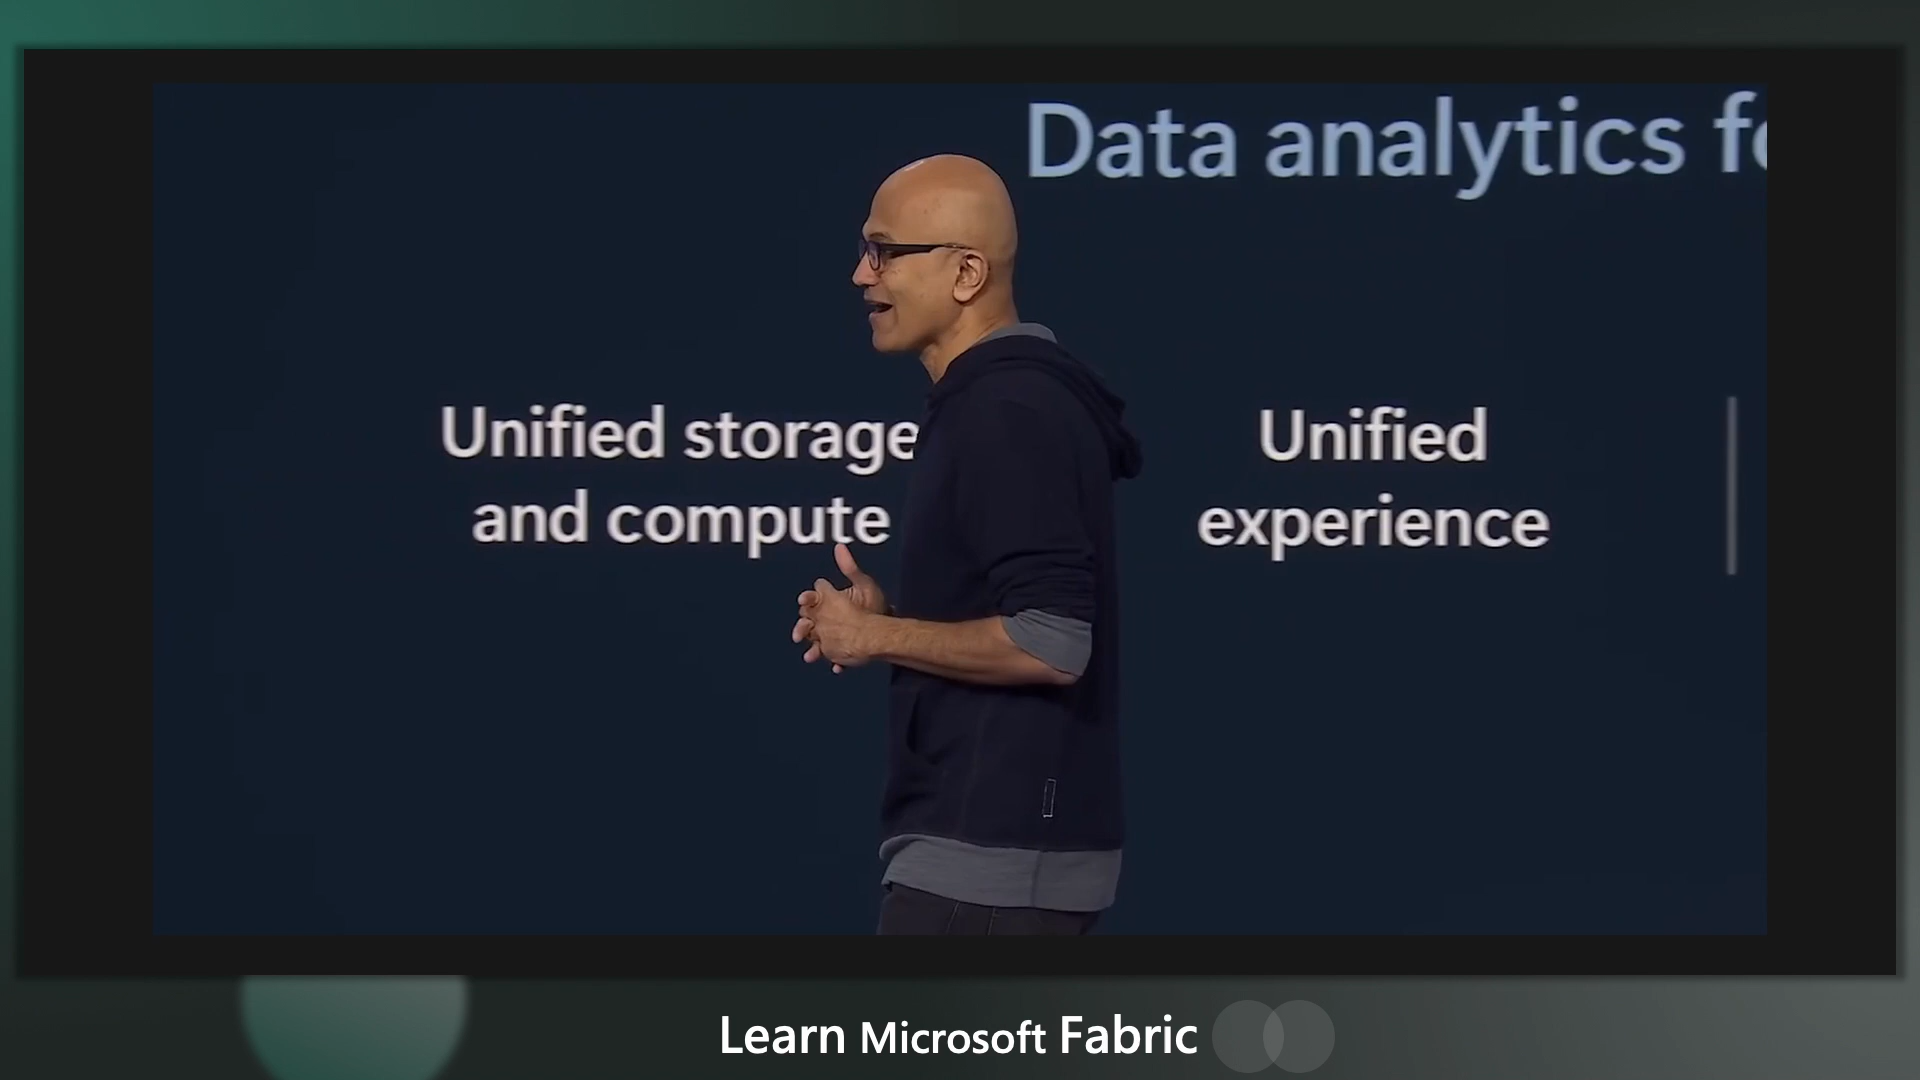 Data analytics
Unified storage
and compute
Unified
experience
Learn Microsoft Fabric